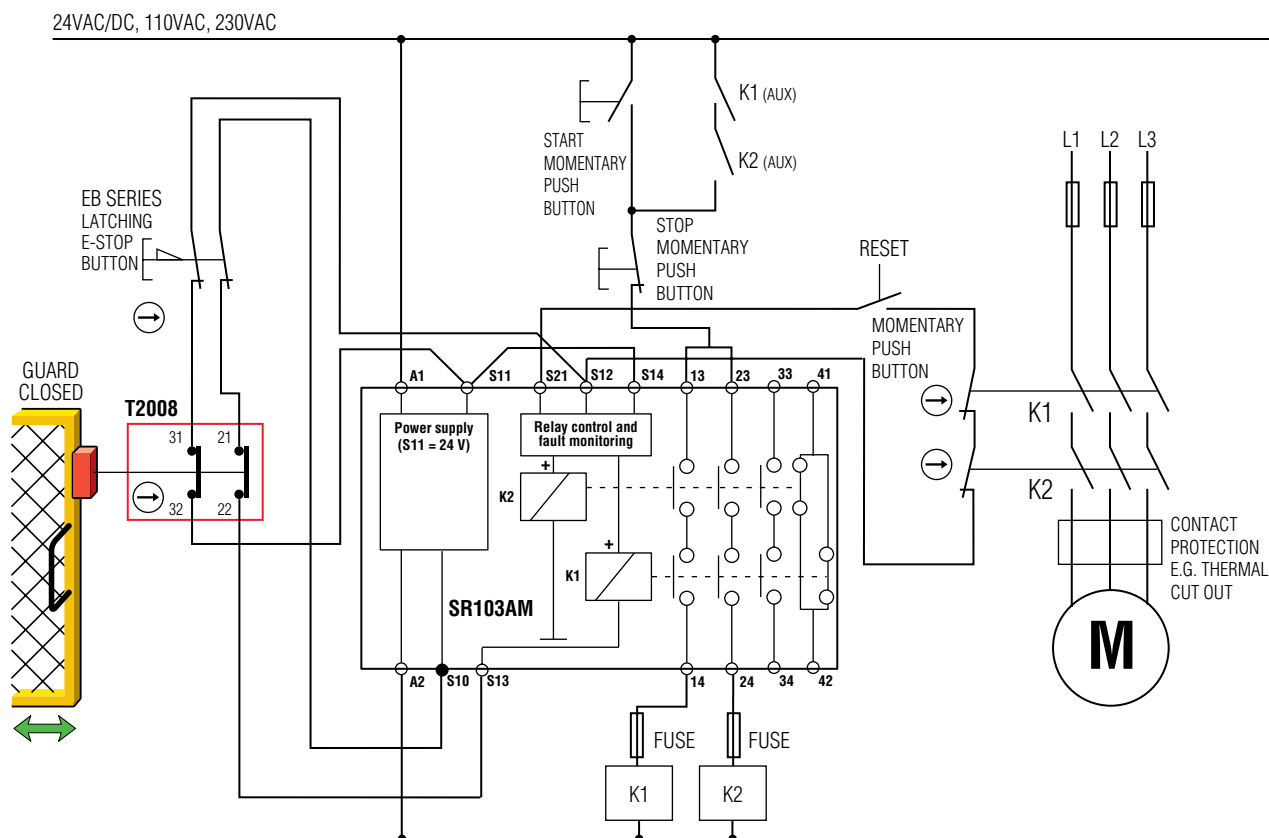 24VAC/DC, 110VAC, 230VAC
K1 (AUX)
K2 (AUX)
START
MOMENTARY
PUSH
BUTTON
L1 L2 L3
EB SERIES
LATCHING
E-STOP
BUTTON
STOP
MOMENTARY
PUSH
BUTTON
RESET
MOMENTARY
PUSH
BUTTON
GUARD
CLOSED
T2008
31 21
32 22
A1 S11 S21 S12 S14 13 23 33 41
Power supply
(S11 = 24 V)
Relay control and
fault monitoring
+
K2
+
K1
SR103AM
A2 S10 S13 14 24 34 42
K1
K2
CONTACT
PROTECTION
E.G. THERMAL
CUT OUT
M
FUSE FUSE
K1 K2